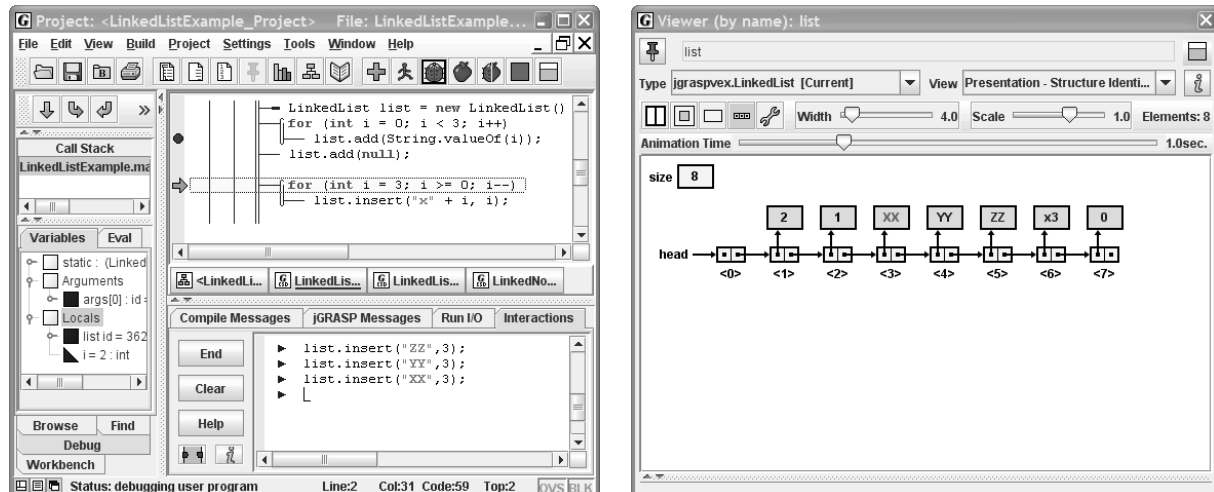 Project: <LinkedListExample_Project> File: LinkedListExample...
File Edit View Build Project Settings Tools Window Help
Call Stack
LinkedListExample.ma
Variables Eval
static : (Linked
Arguments
args[0] : id=
Locals
list id = 362
i = 2 : int
Browse Find
Debug
Workbench
LinkedList list = new LinkedList()
for (int i = 0; i < 3; i++)
list.add(String.valueOf(i));
list.add(null);
for (int i = 3; i >= 0; i--)
list.insert("x" + i, i);
<LinkedLi... LinkedLis... LinkedLis... LinkedNo...
Compile Messages jGRASP Messages Run I/O Interactions
End
Clear
Help
list.insert("ZZ",3);
list.insert("YY",3);
list.insert("XX",3);
Status: debugging user program Line:2 Col:31 Code:59 Top:2 OVS BLK
Viewer (by name): list
list
Type jgraspvex.LinkedList [Current] View Presentation - Structure Identi...
Width 4.0 Scale 1.0 Elements: 8
Animation Time 1.0sec.
size 8
2 1 XX YY ZZ x3 0
head
<0> <1> <2> <3> <4> <5> <6> <7>